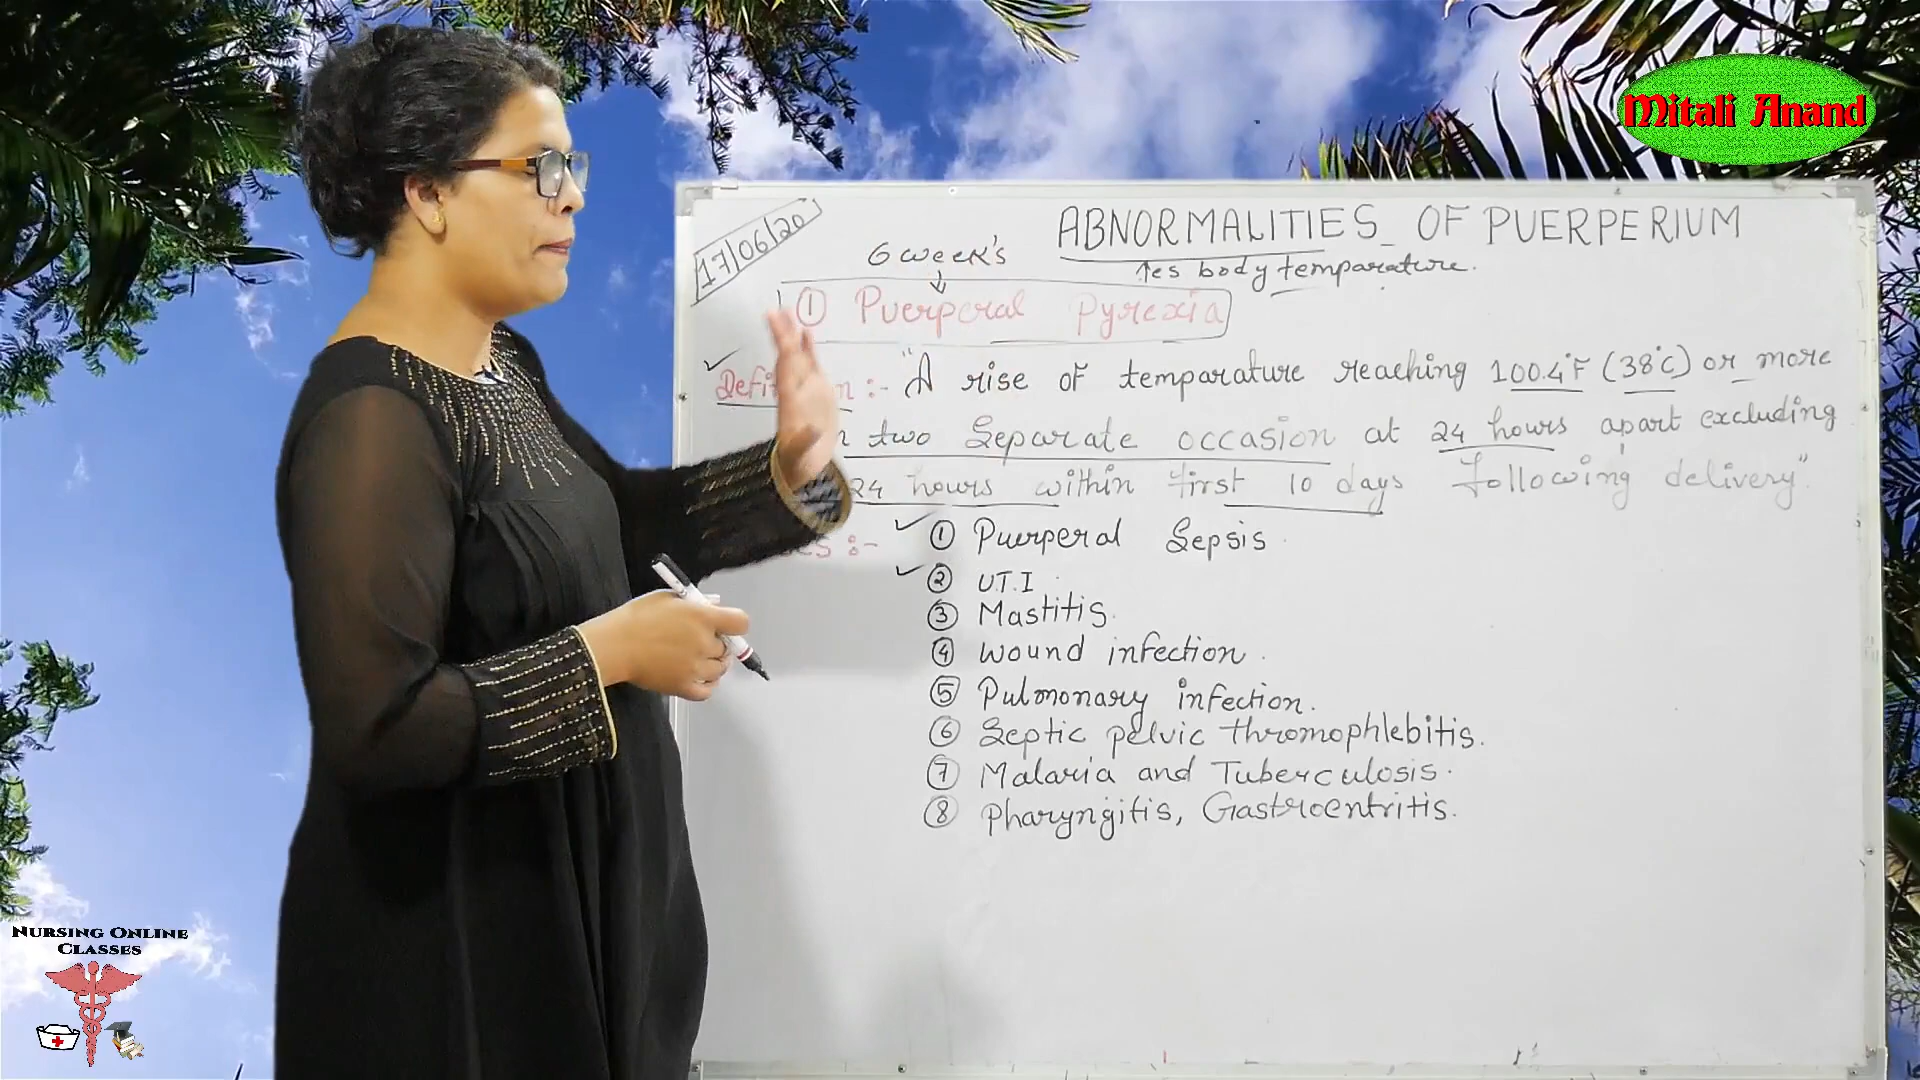 Mitali Anand
17/06/20
ABNORMALITIES OF PUERPERIUM
6 week's
↑es body temparature.
① Puerperal Pyrexia
:- "A rise of temparature reaching 100.4°F (38°C) or more
two Separate occasion at 24 hours apart excluding
24 hours within first 10 days following delivery"
:-
① Puerperal Sepsis.
② U.T.I
③ Mastitis.
④ Wound infection.
⑤ Pulmonary infection.
⑥ Septic pelvic thromophlebitis.
⑦ Malaria and Tuberculosis.
⑧ Pharyngitis, Gastroentritis.
NURSING ONLINE
CLASSES